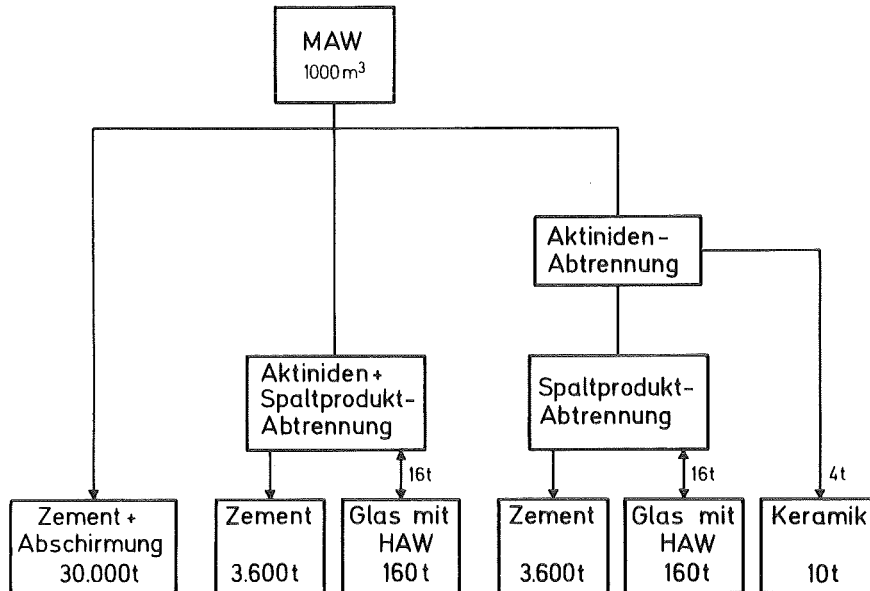 MAW
1000 m³
Aktiniden-
Abtrennung
Aktiniden +
Spaltprodukt-
Abtrennung
Spaltprodukt-
Abtrennung
16t
16t
4t
Zement +
Abschirmung
30.000t
Zement
3.600t
Glas mit
HAW
160t
Zement
3.600t
Glas mit
HAW
160t
Keramik
10t